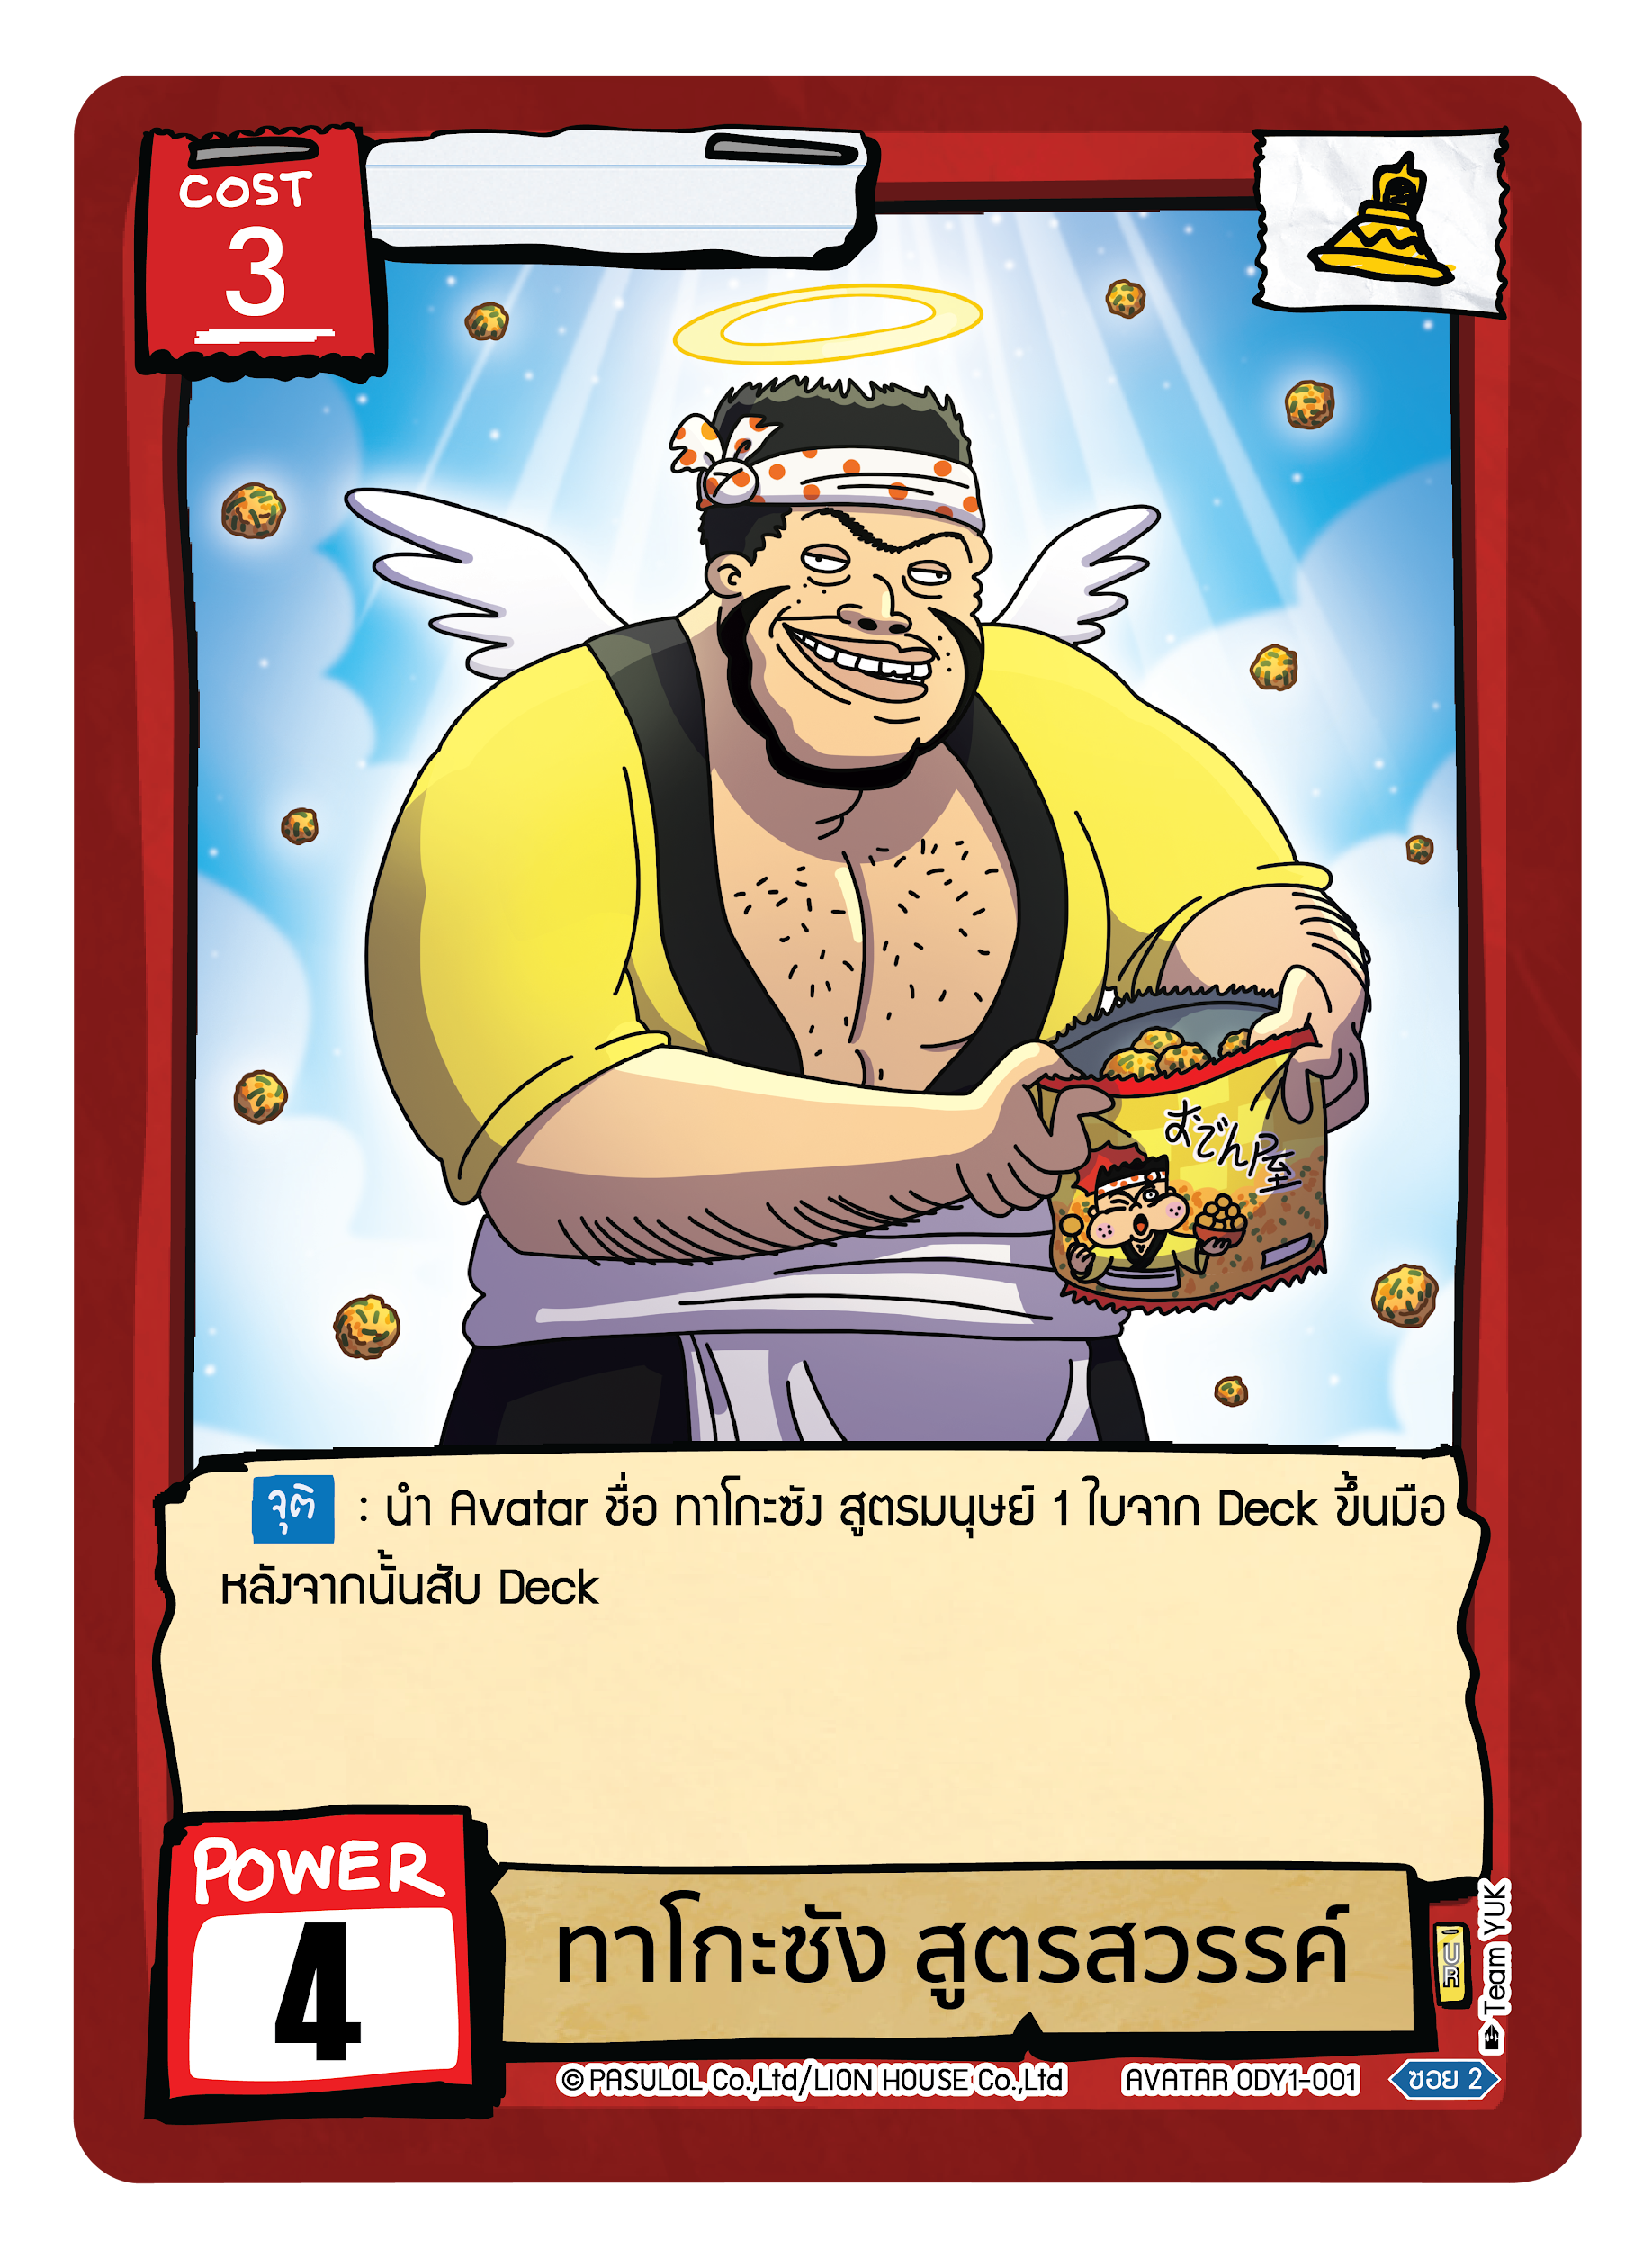 COST
3
おでん屋
จุติ : นำ Avatar ชื่อ ทาโกะซัง สูตรมนุษย์ 1 ใบจาก Deck ขึ้นมือ
หลังจากนั้นสับ Deck
POWER
4
ทาโกะซัง สูตรสวรรค์
UR
Team YUK
©PASULOL Co.,Ltd/LION HOUSE Co.,Ltd AVATAR ODY1-001 ซอย 2